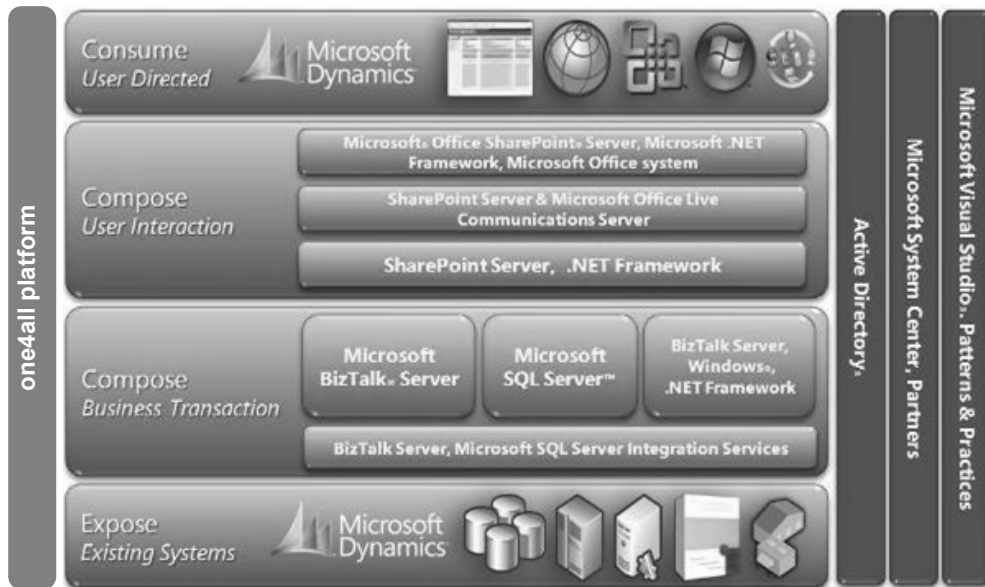 one4all platform
Consume
User Directed
Microsoft
Dynamics
Compose
User Interaction
Microsoft® Office SharePoint® Server, Microsoft .NET
Framework, Microsoft Office system
SharePoint Server & Microsoft Office Live
Communications Server
SharePoint Server, .NET Framework
Compose
Business Transaction
Microsoft
BizTalk® Server
Microsoft
SQL Server™
BizTalk Server,
Windows®,
.NET Framework
BizTalk Server, Microsoft SQL Server Integration Services
Expose
Existing Systems
Microsoft
Dynamics
Active Directory®
Microsoft System Center, Partners
Microsoft Visual Studio®, Patterns & Practices